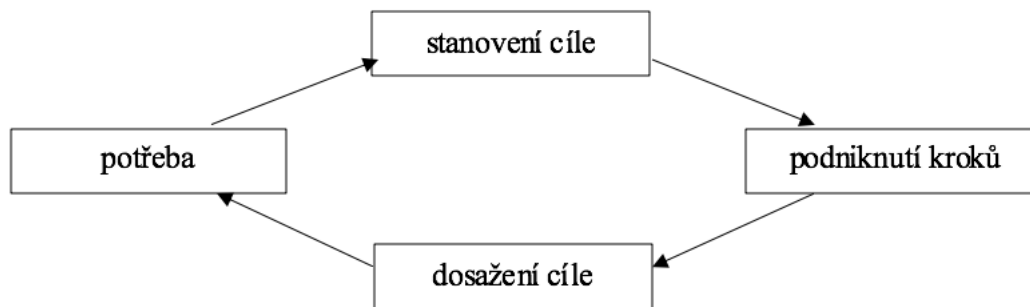 stanovení cíle
potřeba
podniknutí kroků
dosažení cíle